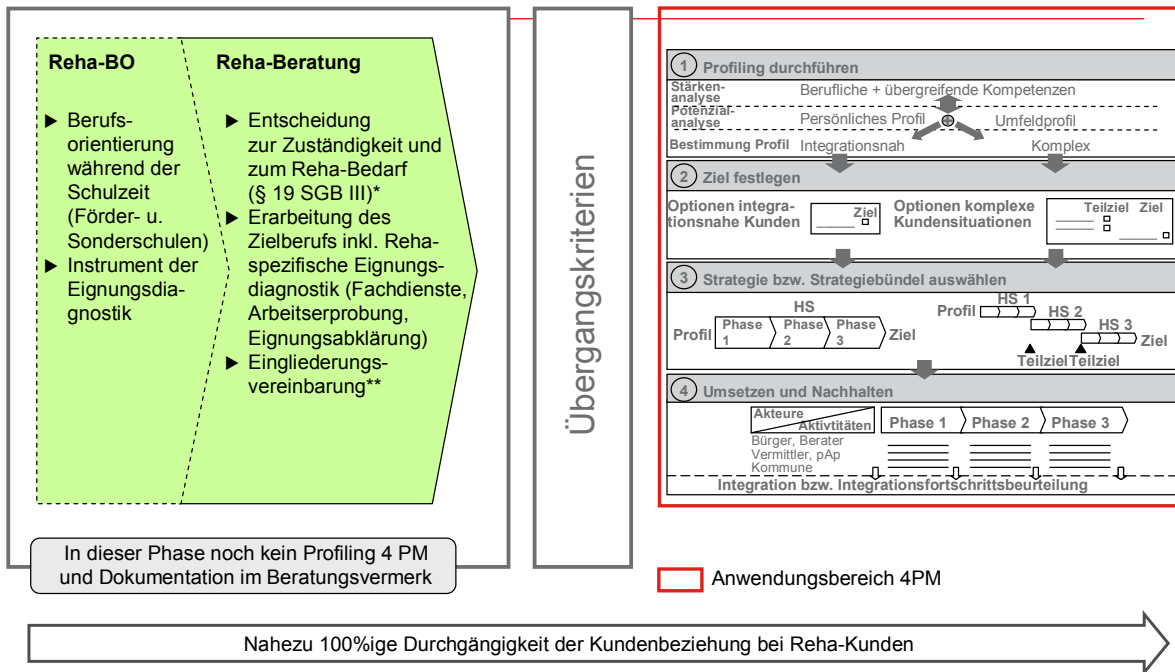 Reha-BO
► Berufs-
orientierung
während der
Schulzeit
(Förder- u.
Sonderschulen)
► Instrument der
Eignungsdia-
gnostik
Reha-Beratung
► Entscheidung
zur Zuständigkeit und
zum Reha-Bedarf
(§ 19 SGB III)*
► Erarbeitung des
Zielberufs inkl. Reha-
spezifische Eignungs-
diagnostik (Fachdienste,
Arbeitserprobung,
Eignungsabklärung)
► Eingliederungs-
vereinbarung**
In dieser Phase noch kein Profiling 4 PM
und Dokumentation im Beratungsvermerk
Übergangskriterien
1 Profiling durchführen
Stärken-
analyse
Berufliche + übergreifende Kompetenzen
Potenzial-
analyse
Persönliches Profil Umfeldprofil
Bestimmung Profil Integrationsnah Komplex
2 Ziel festlegen
Optionen integra-
tionsnahe Kunden
Ziel
Optionen komplexe
Kundensituationen
Teilziel Ziel
3 Strategie bzw. Strategiebündel auswählen
HS
Profil Phase 1 Phase 2 Phase 3 Ziel
Profil HS 1
HS 2
HS 3
Ziel
Teilziel Teilziel
4 Umsetzen und Nachhalten
Akteure
Aktivtitäten
Phase 1 Phase 2 Phase 3
Bürger, Berater
Vermittler, pAp
Kommune
Integration bzw. Integrationsfortschrittsbeurteilung
Anwendungsbereich 4PM
Nahezu 100%ige Durchgängigkeit der Kundenbeziehung bei Reha-Kunden